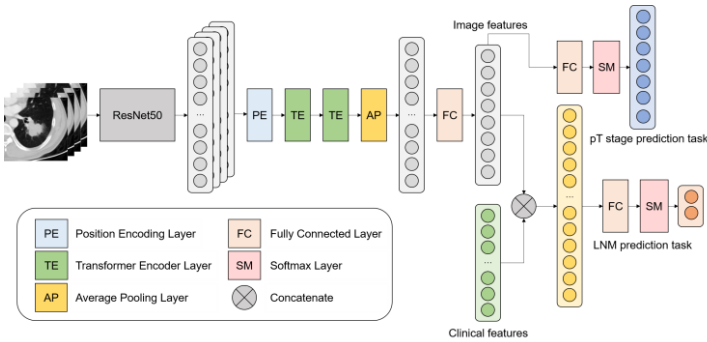 Image features
ResNet50
...
PE
TE
TE
AP
...
FC
FC
SM
pT stage prediction task
...
FC
SM
LNM prediction task
...
Clinical features
PE Position Encoding Layer
TE Transformer Encoder Layer
AP Average Pooling Layer
FC Fully Connected Layer
SM Softmax Layer
Concatenate